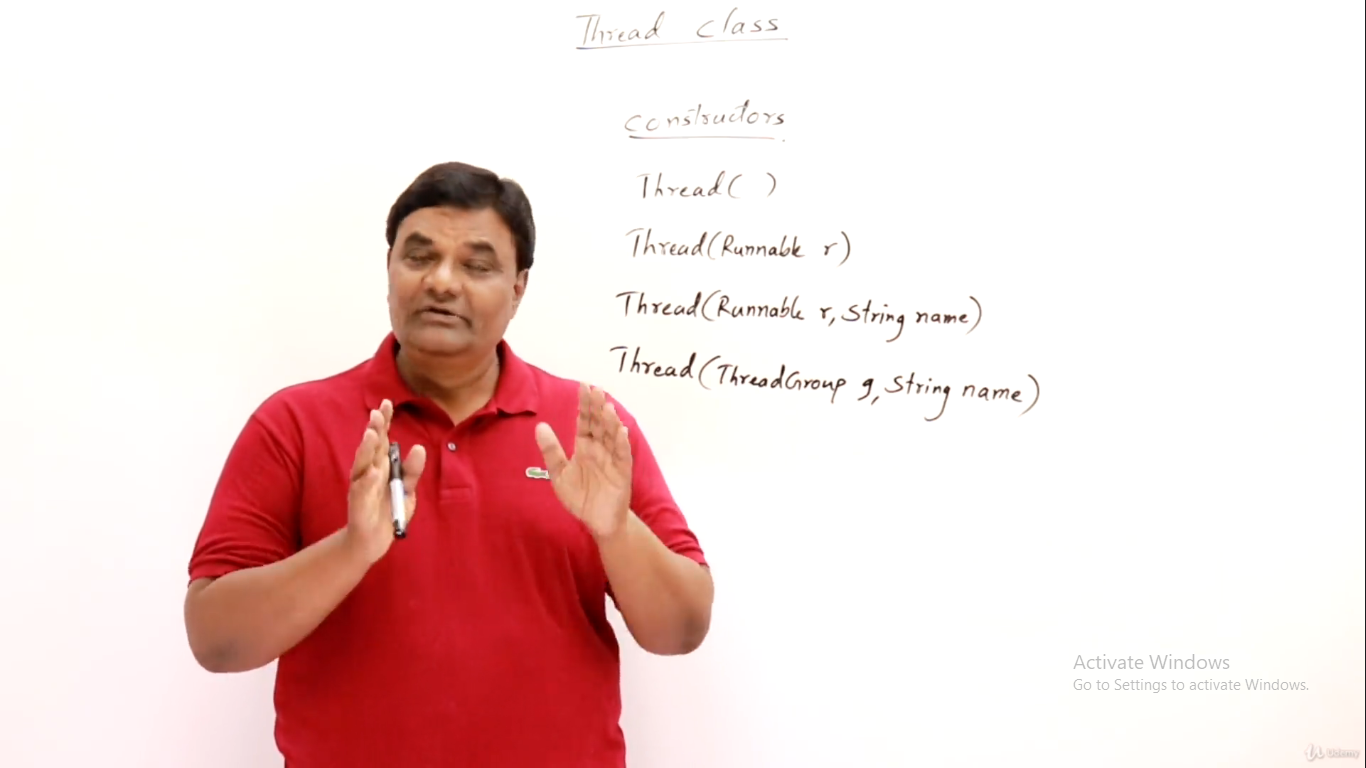 Thread class
constructors
Thread( )
Thread(Runnable r)
Thread(Runnable r, String name)
Thread(ThreadGroup g, String name)
Activate Windows
Go to Settings to activate Windows.
Udemy